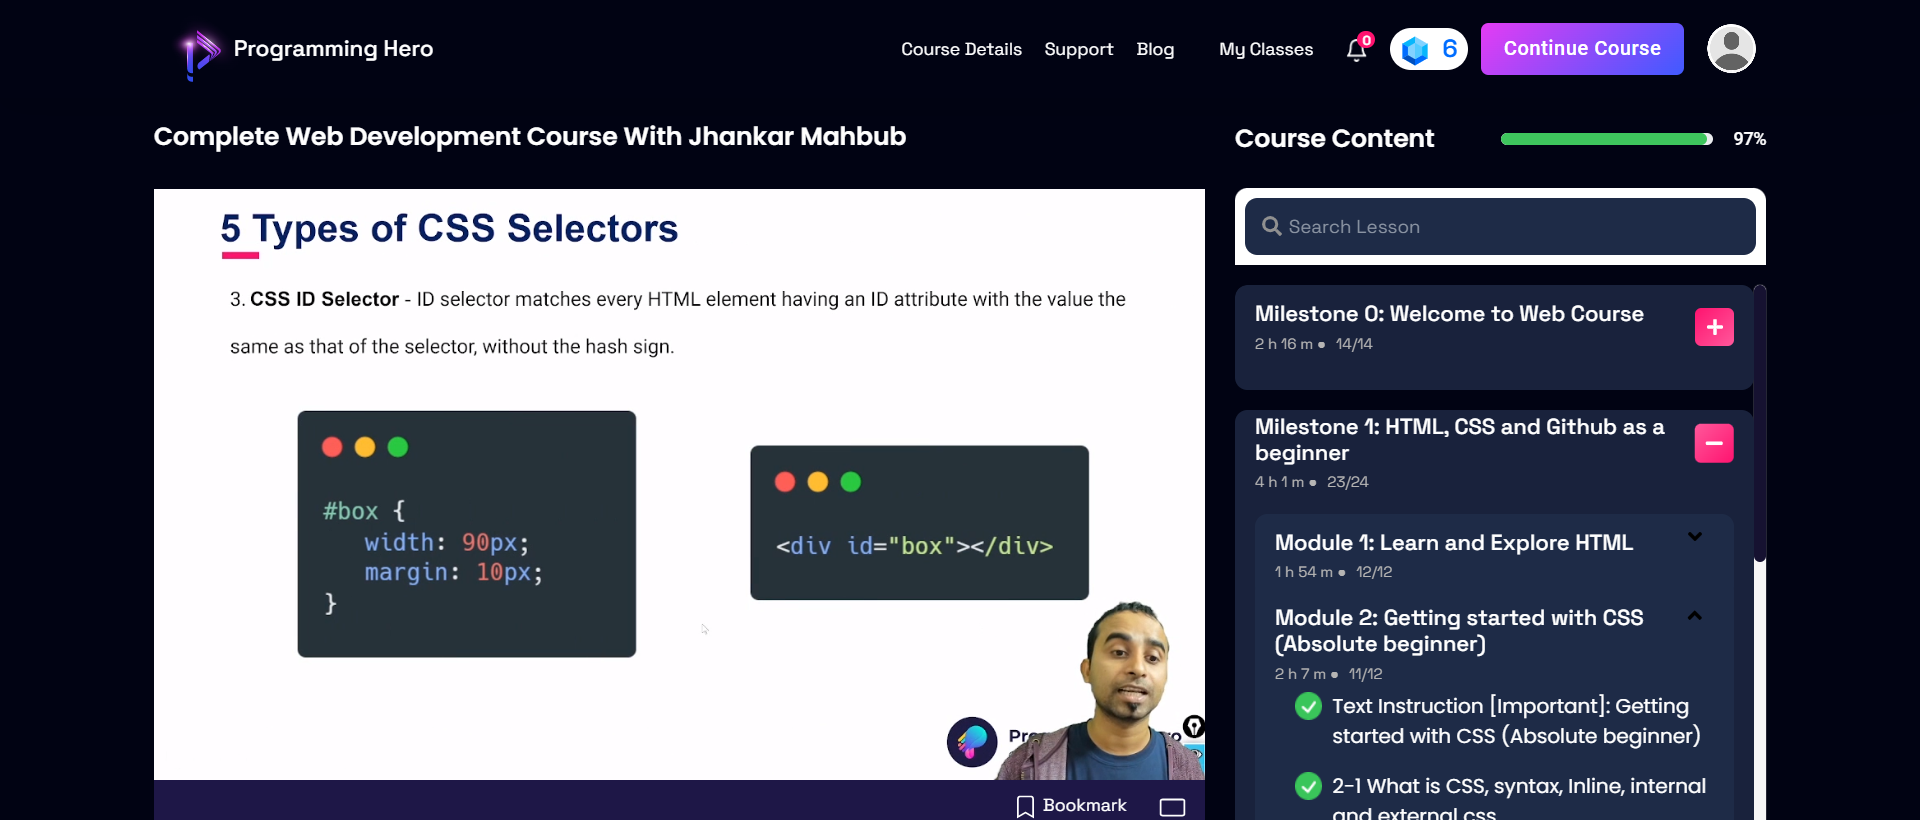 Programming Hero
Course Details
Support
Blog
My Classes
0
6
Continue Course
Complete Web Development Course With Jhankar Mahbub
5 Types of CSS Selectors
3. CSS ID Selector - ID selector matches every HTML element having an ID attribute with the value the
same as that of the selector, without the hash sign.
#box {
width: 90px;
margin: 10px;
}
<div id="box"></div>
Bookmark
Course Content
97%
Search Lesson
Milestone 0: Welcome to Web Course
2 h 16 m ● 14/14
Milestone 1: HTML, CSS and Github as a
beginner
4 h 1 m ● 23/24
Module 1: Learn and Explore HTML
1 h 54 m ● 12/12
Module 2: Getting started with CSS
(Absolute beginner)
2 h 7 m ● 11/12
Text Instruction [Important]: Getting
started with CSS (Absolute beginner)
2-1 What is CSS, syntax, Inline, internal
and external css